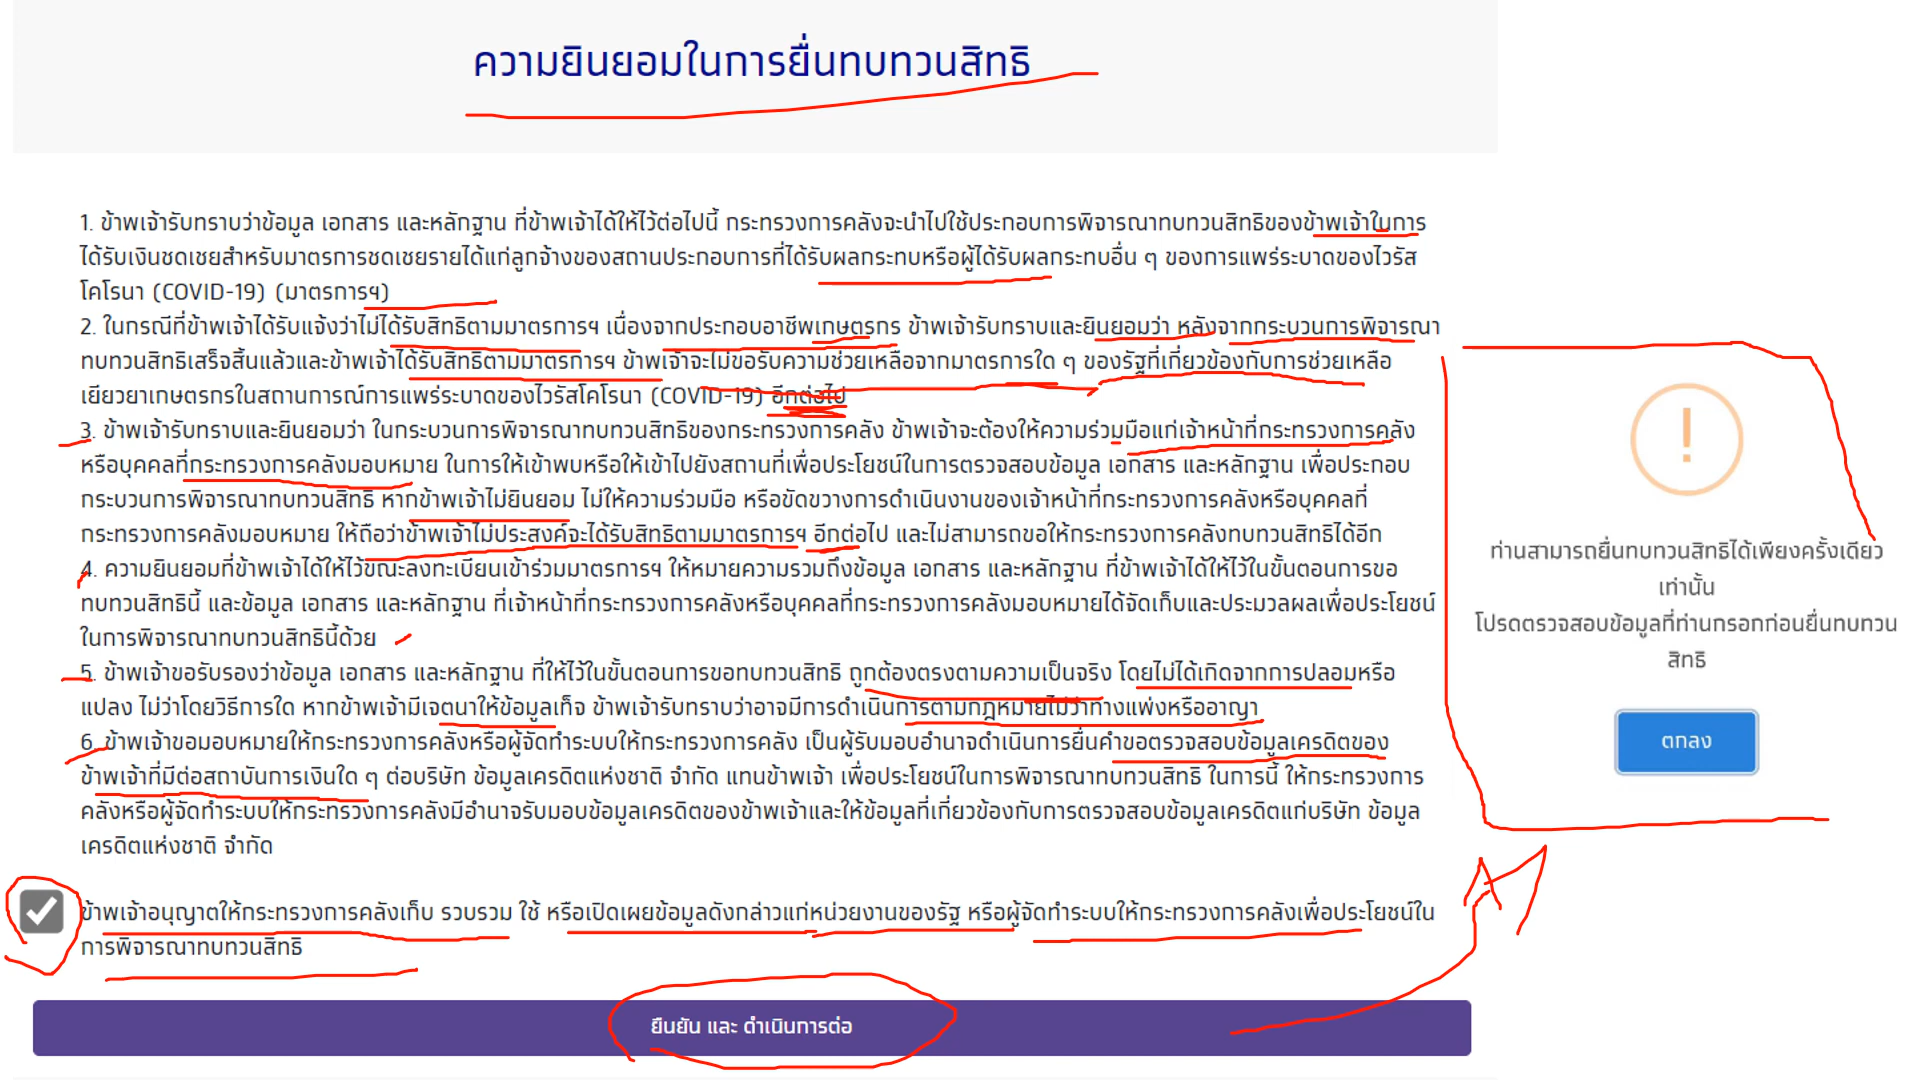 ความยินยอมในการยื่นทบทวนสิทธิ
1. ข้าพเจ้ารับทราบว่าข้อมูล เอกสาร และหลักฐาน ที่ข้าพเจ้าได้ให้ไว้ต่อไปนี้ กระทรวงการคลังจะนำไปใช้ประกอบการพิจารณาทบทวนสิทธิของข้าพเจ้าในการ
ได้รับเงินชดเชยสำหรับมาตรการชดเชยรายได้แก่ลูกจ้างของสถานประกอบการที่ได้รับผลกระทบหรือผู้ได้รับผลกระทบอื่น ๆ ของการแพร่ระบาดของไวรัส
โคโรนา (COVID-19) (มาตรการฯ)
2. ในกรณีที่ข้าพเจ้าได้รับแจ้งว่าไม่ได้รับสิทธิตามมาตรการฯ เนื่องจากประกอบอาชีพเกษตรกร ข้าพเจ้ารับทราบและยินยอมว่า หลังจากกระบวนการพิจารณา
ทบทวนสิทธิเสร็จสิ้นแล้วและข้าพเจ้าได้รับสิทธิตามมาตรการฯ ข้าพเจ้าจะไม่ขอรับความช่วยเหลือจากมาตรการใด ๆ ของรัฐที่เกี่ยวข้องกับการช่วยเหลือ
เยียวยาเกษตรกรในสถานการณ์การแพร่ระบาดของไวรัสโคโรนา (COVID-19) อีกต่อไป
3. ข้าพเจ้ารับทราบและยินยอมว่า ในกระบวนการพิจารณาทบทวนสิทธิของกระทรวงการคลัง ข้าพเจ้าจะต้องให้ความร่วมมือแก่เจ้าหน้าที่กระทรวงการคลัง
หรือบุคคลที่กระทรวงการคลังมอบหมาย ในการให้เข้าพบหรือให้เข้าไปยังสถานที่เพื่อประโยชน์ในการตรวจสอบข้อมูล เอกสาร และหลักฐาน เพื่อประกอบ
กระบวนการพิจารณาทบทวนสิทธิ หากข้าพเจ้าไม่ยินยอม ไม่ให้ความร่วมมือ หรือขัดขวางการดำเนินงานของเจ้าหน้าที่กระทรวงการคลังหรือบุคคลที่
กระทรวงการคลังมอบหมาย ให้ถือว่าข้าพเจ้าไม่ประสงค์จะได้รับสิทธิตามมาตรการฯ อีกต่อไป และไม่สามารถขอให้กระทรวงการคลังทบทวนสิทธิได้อีก
4. ความยินยอมที่ข้าพเจ้าได้ให้ไว้ขณะลงทะเบียนเข้าร่วมมาตรการฯ ให้หมายความรวมถึงข้อมูล เอกสาร และหลักฐาน ที่ข้าพเจ้าได้ให้ไว้ในขั้นตอนการขอ
ทบทวนสิทธินี้ และข้อมูล เอกสาร และหลักฐาน ที่เจ้าหน้าที่กระทรวงการคลังหรือบุคคลที่กระทรวงการคลังมอบหมายได้จัดเก็บและประมวลผลเพื่อประโยชน์
ในการพิจารณาทบทวนสิทธินี้ด้วย
5. ข้าพเจ้าขอรับรองว่าข้อมูล เอกสาร และหลักฐาน ที่ให้ไว้ในขั้นตอนการขอทบทวนสิทธิ ถูกต้องตรงตามความเป็นจริง โดยไม่ได้เกิดจากการปลอมหรือ
แปลง ไม่ว่าโดยวิธีการใด หากข้าพเจ้ามีเจตนาให้ข้อมูลเท็จ ข้าพเจ้ารับทราบว่าอาจมีการดำเนินการตามกฎหมายไม่ว่าทางแพ่งหรืออาญา
6. ข้าพเจ้าขอมอบหมายให้กระทรวงการคลังหรือผู้จัดทำระบบให้กระทรวงการคลัง เป็นผู้รับมอบอำนาจดำเนินการยื่นคำขอตรวจสอบข้อมูลเครดิตของ
ข้าพเจ้าที่มีต่อสถาบันการเงินใด ๆ ต่อบริษัท ข้อมูลเครดิตแห่งชาติ จำกัด แทนข้าพเจ้า เพื่อประโยชน์ในการพิจารณาทบทวนสิทธิ ในการนี้ ให้กระทรวงการ
คลังหรือผู้จัดทำระบบให้กระทรวงการคลังมีอำนาจรับมอบข้อมูลเครดิตของข้าพเจ้าและให้ข้อมูลที่เกี่ยวข้องกับการตรวจสอบข้อมูลเครดิตแก่บริษัท ข้อมูล
เครดิตแห่งชาติ จำกัด
ข้าพเจ้าอนุญาตให้กระทรวงการคลังเก็บ รวบรวม ใช้ หรือเปิดเผยข้อมูลดังกล่าวแก่หน่วยงานของรัฐ หรือผู้จัดทำระบบให้กระทรวงการคลังเพื่อประโยชน์ใน
การพิจารณาทบทวนสิทธิ
ยืนยัน และ ดำเนินการต่อ
ท่านสามารถยื่นทบทวนสิทธิได้เพียงครั้งเดียว
เท่านั้น
โปรดตรวจสอบข้อมูลที่ท่านกรอกก่อนยื่นทบทวน
สิทธิ
ตกลง